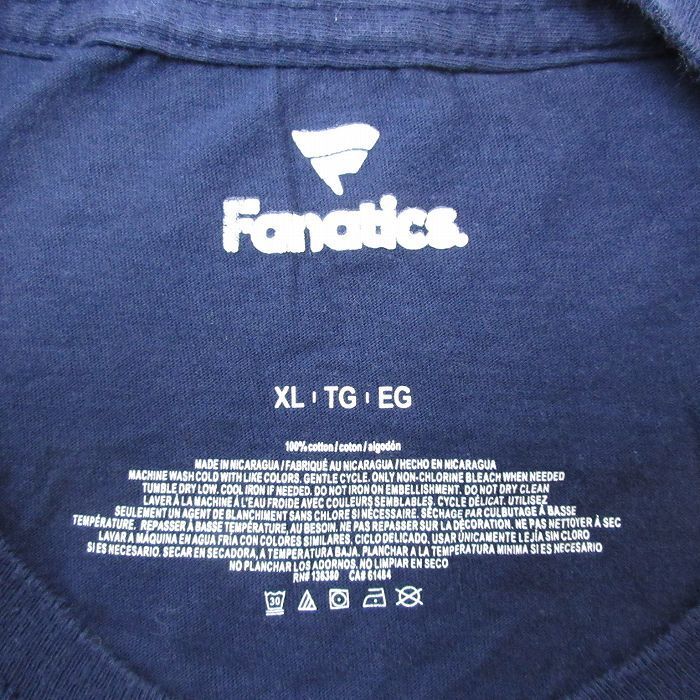 Fanatics.
XL TG EG
100% cotton / coton / algodón
MADE IN NICARAGUA / FABRIQUÉ AU NICARAGUA / HECHO EN NICARAGUA
MACHINE WASH COLD WITH LIKE COLORS. GENTLE CYCLE. ONLY NON-CHLORINE BLEACH WHEN NEEDED
TUMBLE DRY LOW. COOL IRON IF NEEDED. DO NOT IRON ON EMBELLISHMENT. DO NOT DRY CLEAN
LAVER À LA MACHINE À L'EAU FROIDE AVEC COULEURS SEMBLABLES. CYCLE DÉLICAT. UTILISEZ
SEULEMENT UN AGENT DE BLANCHIMENT SANS CHLORE SI NÉCESSAIRE. SÉCHAGE PAR CULBUTAGE À BASSE
TEMPÉRATURE. REPASSER À BASSE TEMPÉRATURE, AU BESOIN. NE PAS REPASSER SUR LA DÉCORATION. NE PAS NETTOYER À SEC
LAVAR A MÁQUINA EN AGUA FRIA CON COLORES SIMILARES, CICLO DELICADO. USAR ÚNICAMENTE LEJÍA SIN CLORO
SI ES NECESARIO. SECAR EN SECADORA, A TEMPERATURA BAJA. PLANCHAR A LA TEMPERATURA MINIMA SI ES NECESARIO
NO PLANCHAR LOS ADORNOS. NO LIMPIAR EN SECO
RN# 136380 CA# 61484
30